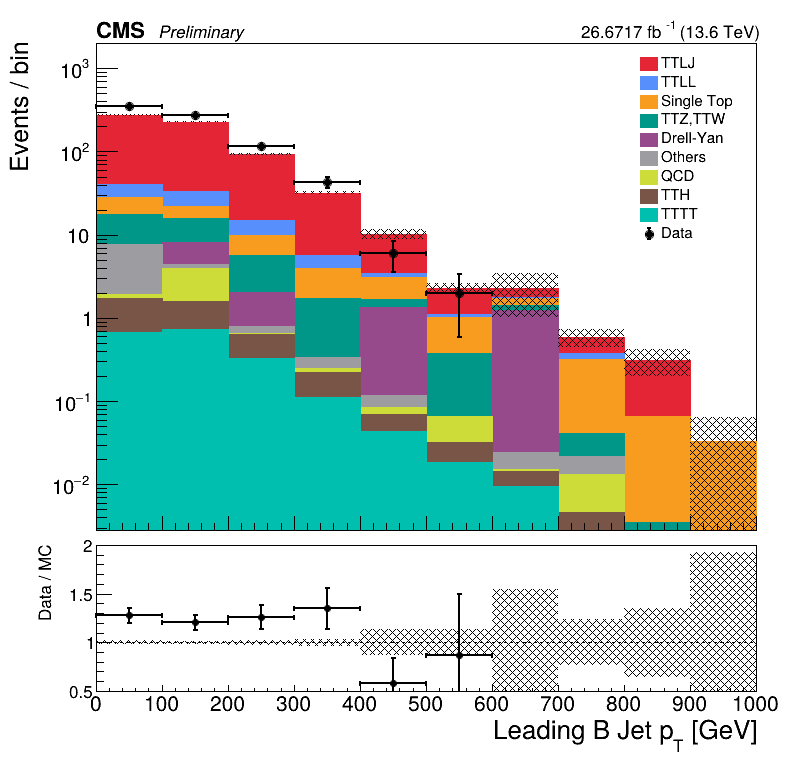 CMS Preliminary 26.6717 fb⁻¹ (13.6 TeV)
Events / bin
10³
10²
10
1
10⁻¹
10⁻²
TTLJ
TTLL
Single Top
TTZ,TTW
Drell-Yan
Others
QCD
TTH
TTTT
Data
Data / MC
2
1.5
1
0.5
0 100 200 300 400 500 600 700 800 900 1000
Leading B Jet p_T [GeV]